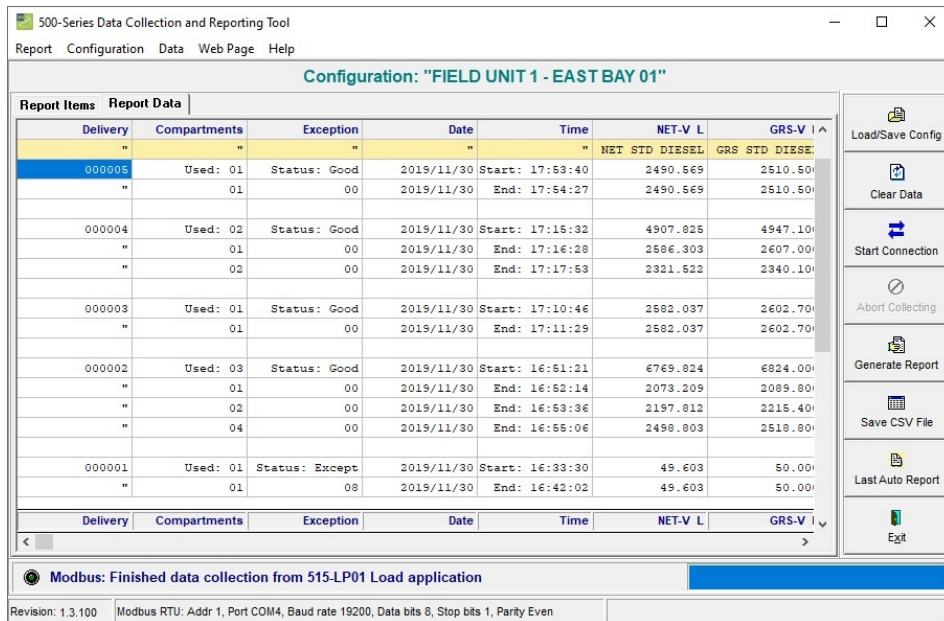 500-Series Data Collection and Reporting Tool
Report Configuration Data Web Page Help
Configuration: "FIELD UNIT 1 - EAST BAY 01"
Report Items Report Data
Delivery Compartments Exception Date Time NET-V L GRS-V
" " " " " NET STD DIESEL GRS STD DIESE
000005 Used: 01 Status: Good 2019/11/30 Start: 17:53:40 2490.569 2510.50
" 01 00 2019/11/30 End: 17:54:27 2490.569 2510.50
000004 Used: 02 Status: Good 2019/11/30 Start: 17:15:32 4907.825 4947.10
" 01 00 2019/11/30 End: 17:16:28 2586.303 2607.00
" 02 00 2019/11/30 End: 17:17:53 2321.522 2340.10
000003 Used: 01 Status: Good 2019/11/30 Start: 17:10:46 2582.037 2602.70
" 01 00 2019/11/30 End: 17:11:29 2582.037 2602.70
000002 Used: 03 Status: Good 2019/11/30 Start: 16:51:21 6769.824 6824.00
" 01 00 2019/11/30 End: 16:52:14 2073.209 2089.80
" 02 00 2019/11/30 End: 16:53:36 2197.812 2215.40
" 04 00 2019/11/30 End: 16:55:06 2498.803 2518.80
000001 Used: 01 Status: Except 2019/11/30 Start: 16:33:30 49.603 50.00
" 01 08 2019/11/30 End: 16:42:02 49.603 50.00
Delivery Compartments Exception Date Time NET-V L GRS-V
Load/Save Config
Clear Data
Start Connection
Abort Collecting
Generate Report
Save CSV File
Last Auto Report
Exit
Modbus: Finished data collection from 515-LP01 Load application
Revision: 1.3.100 Modbus RTU: Addr 1, Port COM4, Baud rate 19200, Data bits 8, Stop bits 1, Parity Even